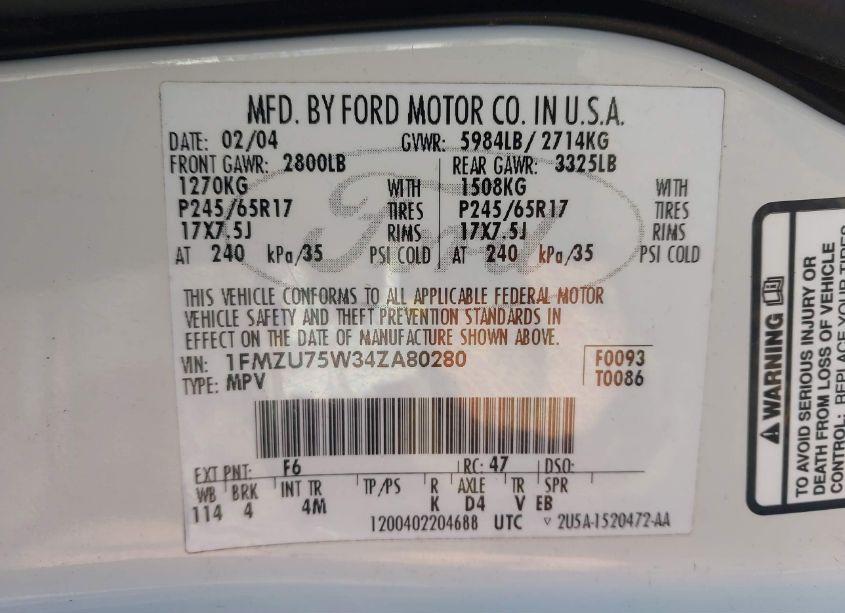 MFD. BY FORD MOTOR CO. IN U.S.A.
DATE: 02/04 GVWR: 5984LB/ 2714KG
FRONT GAWR: 2800LB REAR GAWR: 3325LB
1270KG WITH 1508KG WITH
P245/65R17 TIRES P245/65R17 TIRES
17X7.5J RIMS 17X7.5J RIMS
AT 240 kPa/35 PSI COLD AT 240 kPa/35 PSI COLD
Ford
THIS VEHICLE CONFORMS TO ALL APPLICABLE FEDERAL MOTOR
VEHICLE SAFETY AND THEFT PREVENTION STANDARDS IN
EFFECT ON THE DATE OF MANUFACTURE SHOWN ABOVE.
VIN: 1FMZU75W34ZA80280 F0093
TYPE: MPV T0086
EXT PNT: F6 RC: 47 DSO:
WB BRK INT TR TP/PS R AXLE TR SPR
114 4 4M K D4 V EB
1200402204688 UTC 2U5A-1520472-AA
WARNING
TO AVOID SERIOUS INJURY OR
DEATH FROM LOSS OF VEHICLE
CONTROL: REPLACE YOUR TIRES